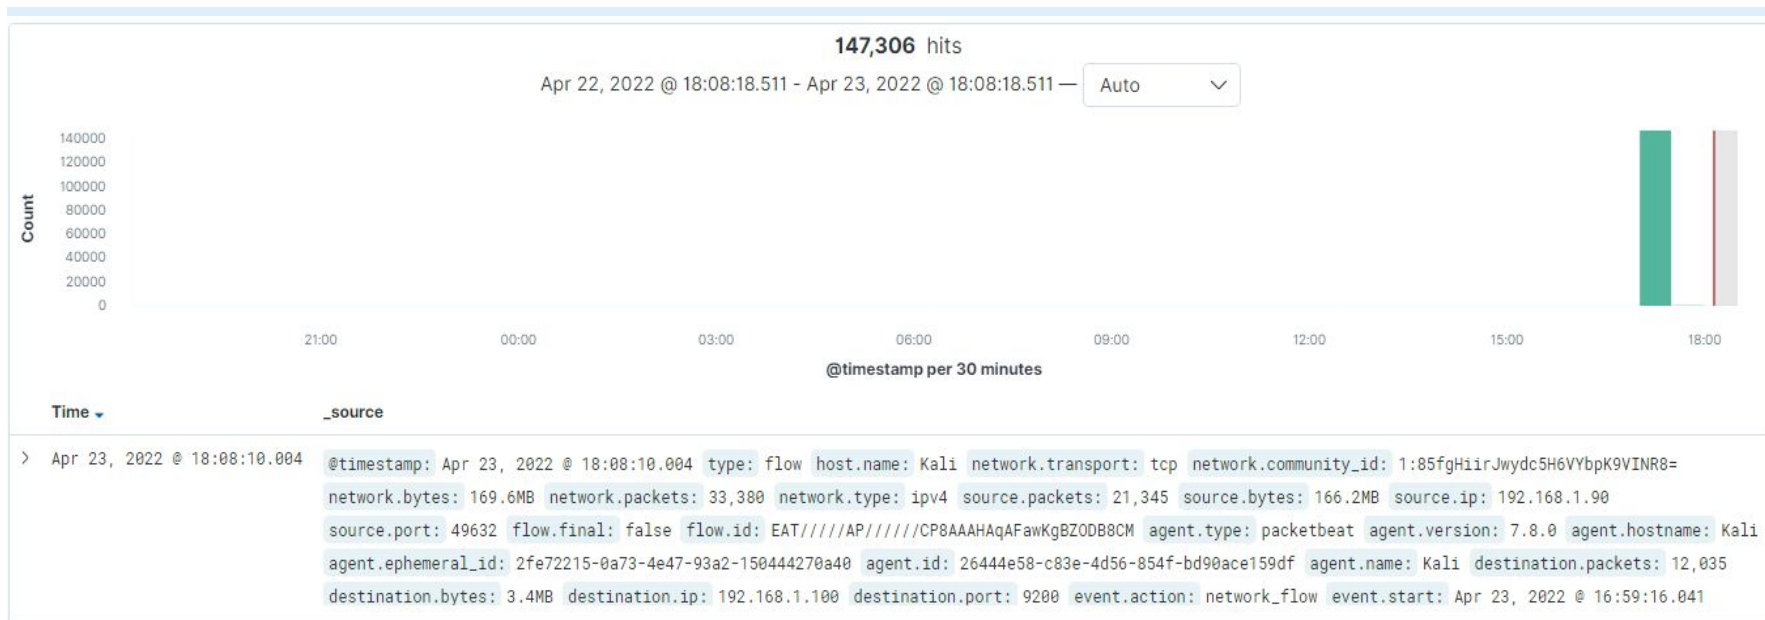 147,306 hits
Apr 22, 2022 @ 18:08:18.511 - Apr 23, 2022 @ 18:08:18.511 — Auto
Count
140000
120000
100000
80000
60000
40000
20000
0
21:00 00:00 03:00 06:00 09:00 12:00 15:00 18:00
@timestamp per 30 minutes
Time _source
Apr 23, 2022 @ 18:08:10.004 @timestamp: Apr 23, 2022 @ 18:08:10.004 type: flow host.name: Kali network.transport: tcp network.community_id: 1:85fgHiirJwydc5H6VYbpK9VINR8=
network.bytes: 169.6MB network.packets: 33,380 network.type: ipv4 source.packets: 21,345 source.bytes: 166.2MB source.ip: 192.168.1.90
source.port: 49632 flow.final: false flow.id: EAT/////AP//////CP8AAAHAqAFawKgBZODB8CM agent.type: packetbeat agent.version: 7.8.0 agent.hostname: Kali
agent.ephemeral_id: 2fe72215-0a73-4e47-93a2-150444270a40 agent.id: 26444e58-c83e-4d56-854f-bd90ace159df agent.name: Kali destination.packets: 12,035
destination.bytes: 3.4MB destination.ip: 192.168.1.100 destination.port: 9200 event.action: network_flow event.start: Apr 23, 2022 @ 16:59:16.041